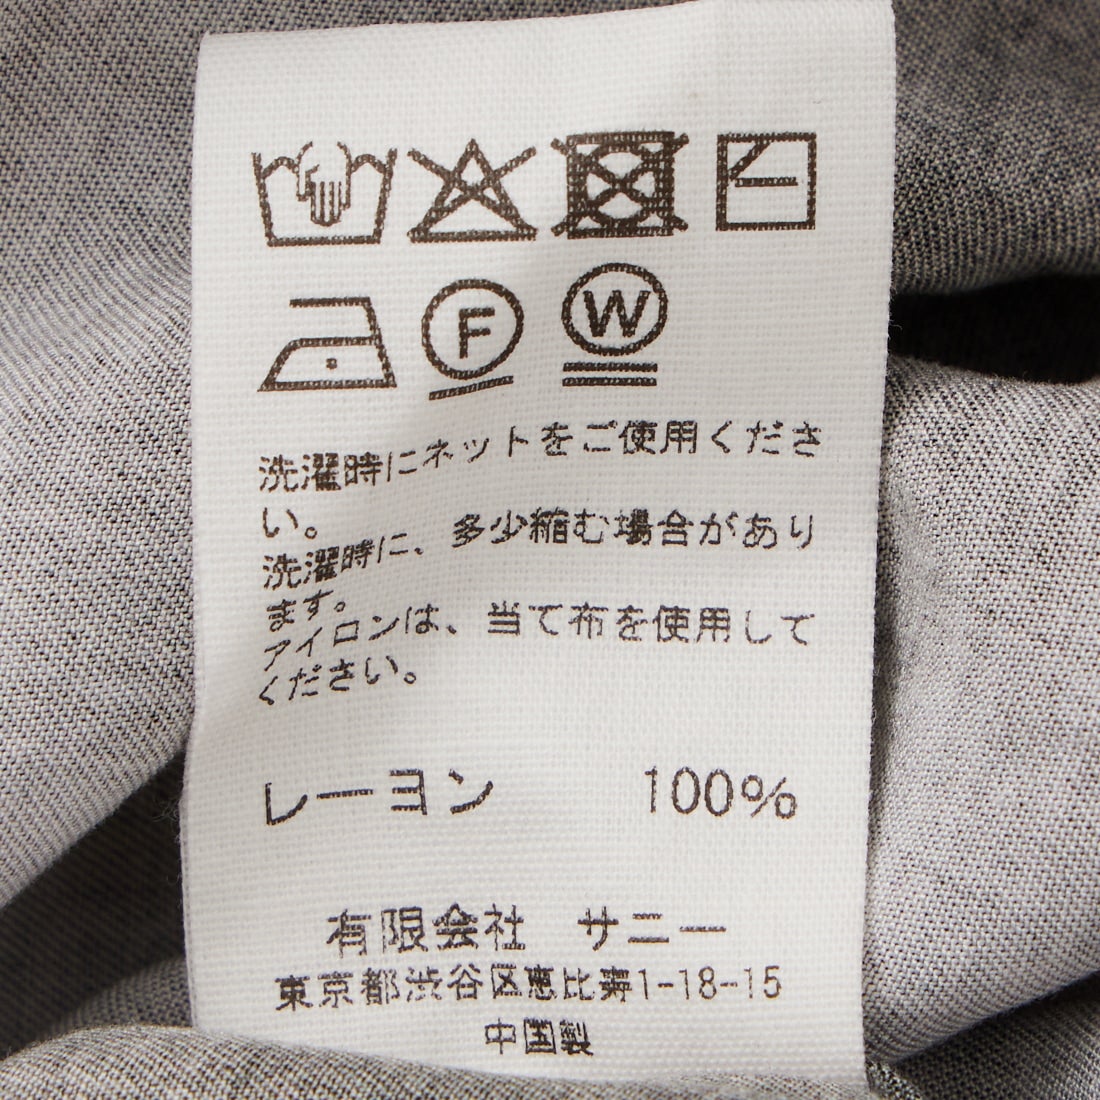 F W
洗濯時にネットをご使用くださ
い。
洗濯時に、多少縮む場合があり
ます。
アイロンは、当て布を使用して
ください。
レーヨン 100%
有限会社 サニー
東京都渋谷区恵比寿1-18-15
中国製